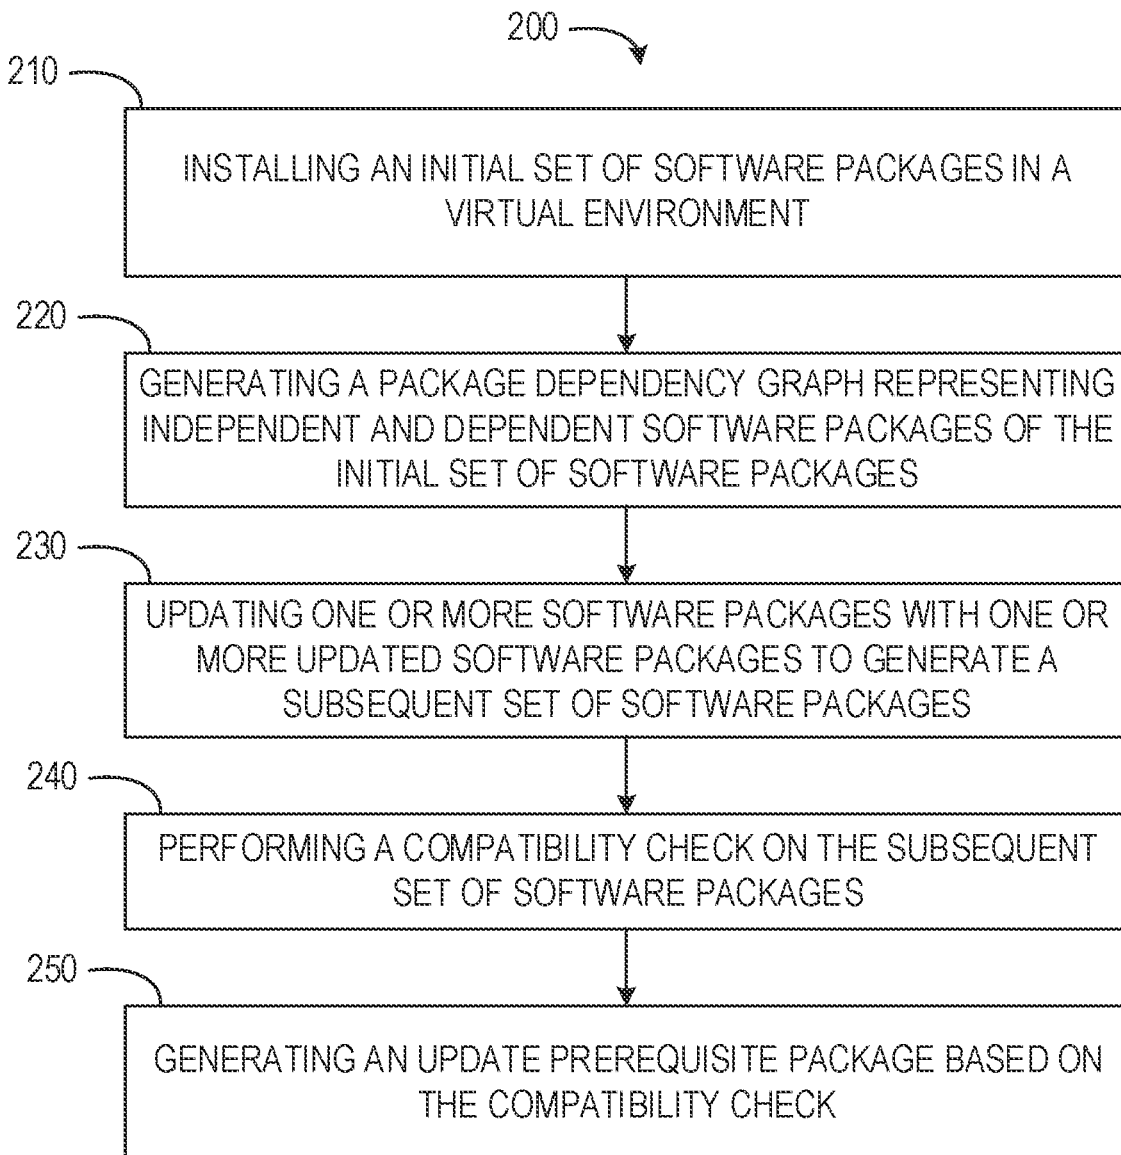 200
210
INSTALLING AN INITIAL SET OF SOFTWARE PACKAGES IN A
VIRTUAL ENVIRONMENT
220
GENERATING A PACKAGE DEPENDENCY GRAPH REPRESENTING
INDEPENDENT AND DEPENDENT SOFTWARE PACKAGES OF THE
INITIAL SET OF SOFTWARE PACKAGES
230
UPDATING ONE OR MORE SOFTWARE PACKAGES WITH ONE OR
MORE UPDATED SOFTWARE PACKAGES TO GENERATE A
SUBSEQUENT SET OF SOFTWARE PACKAGES
240
PERFORMING A COMPATIBILITY CHECK ON THE SUBSEQUENT
SET OF SOFTWARE PACKAGES
250
GENERATING AN UPDATE PREREQUISITE PACKAGE BASED ON
THE COMPATIBILITY CHECK